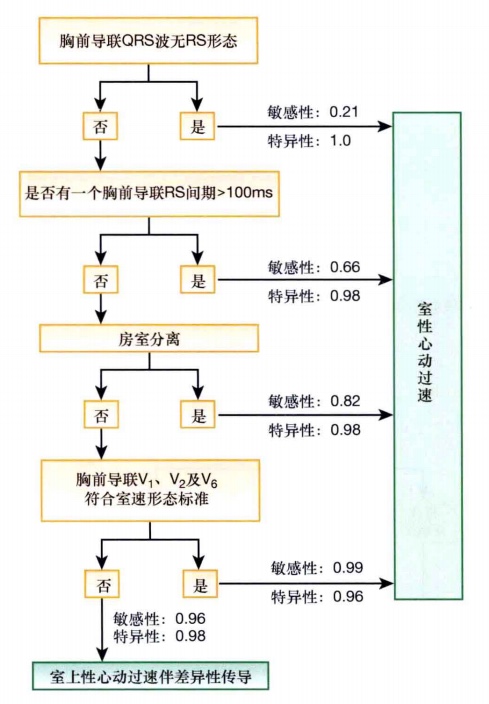 胸前导联QRS波无RS形态
否
是
敏感性：0.21
特异性：1.0
是否有一个胸前导联RS间期>100ms
否
是
敏感性：0.66
特异性：0.98
房室分离
否
是
敏感性：0.82
特异性：0.98
胸前导联V₁、V₂及V₆
符合室速形态标准
否
是
敏感性：0.99
特异性：0.96
敏感性：0.96
特异性：0.98
室上性心动过速伴差异性传导
室性心动过速